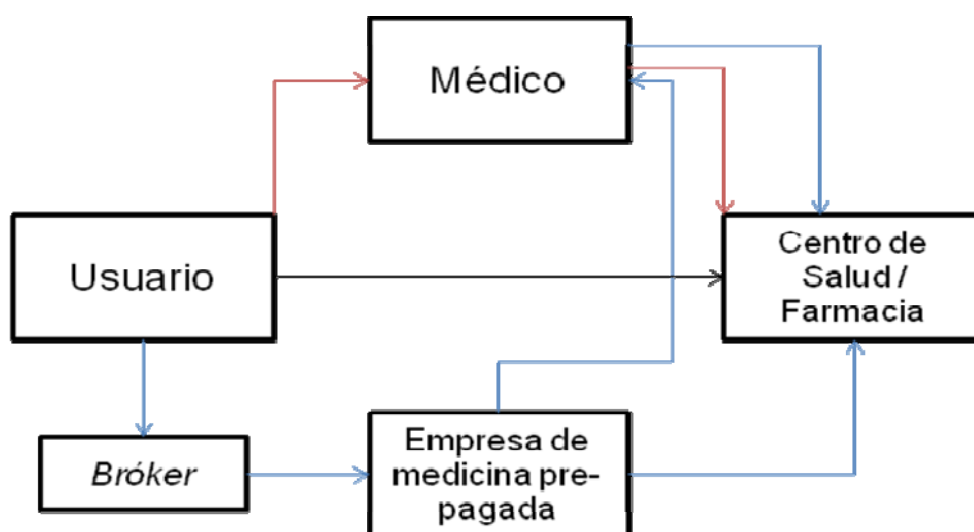 Médico
Usuario
Centro de
Salud /
Farmacia
Bróker
Empresa de
medicina pre-
pagada